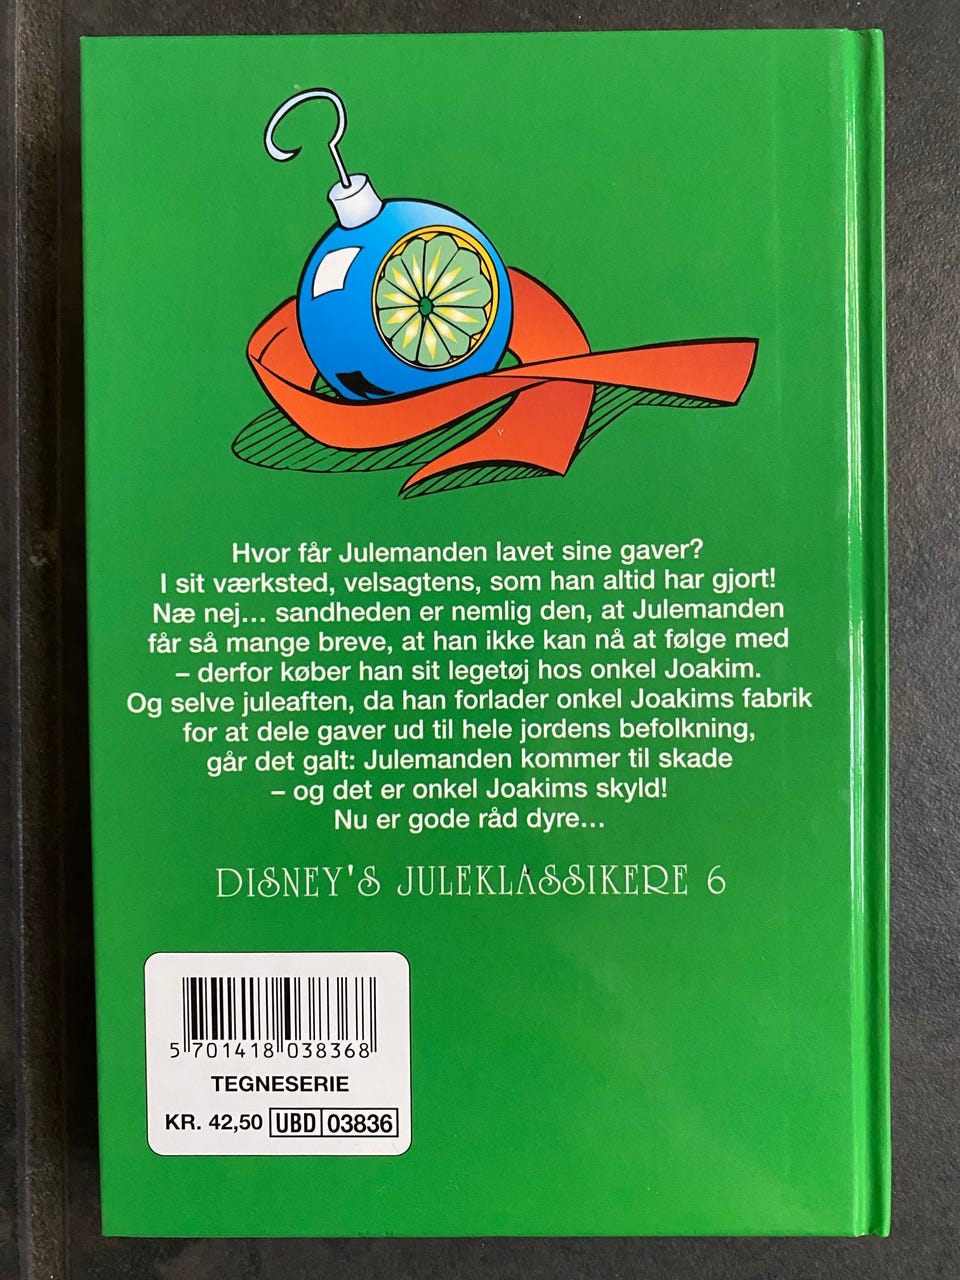 Hvor får Julemanden lavet sine gaver?
I sit værksted, velsagtens, som han altid har gjort!
Næ nej... sandheden er nemlig den, at Julemanden
får så mange breve, at han ikke kan nå at følge med
– derfor køber han sit legetøj hos onkel Joakim.
Og selve juleaften, da han forlader onkel Joakims fabrik
for at dele gaver ud til hele jordens befolkning,
går det galt: Julemanden kommer til skade
– og det er onkel Joakims skyld!
Nu er gode råd dyre...
DISNEY'S JULEKLASSIKERE 6
5 701418 038368
TEGNESERIE
KR. 42,50 UBD 03836